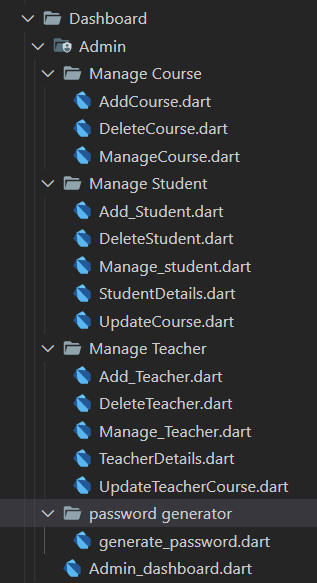 Dashboard
Admin
Manage Course
AddCourse.dart
DeleteCourse.dart
ManageCourse.dart
Manage Student
Add_Student.dart
DeleteStudent.dart
Manage_student.dart
StudentDetails.dart
UpdateCourse.dart
Manage Teacher
Add_Teacher.dart
DeleteTeacher.dart
Manage_Teacher.dart
TeacherDetails.dart
UpdateTeacherCourse.dart
password generator
generate_password.dart
Admin_dashboard.dart